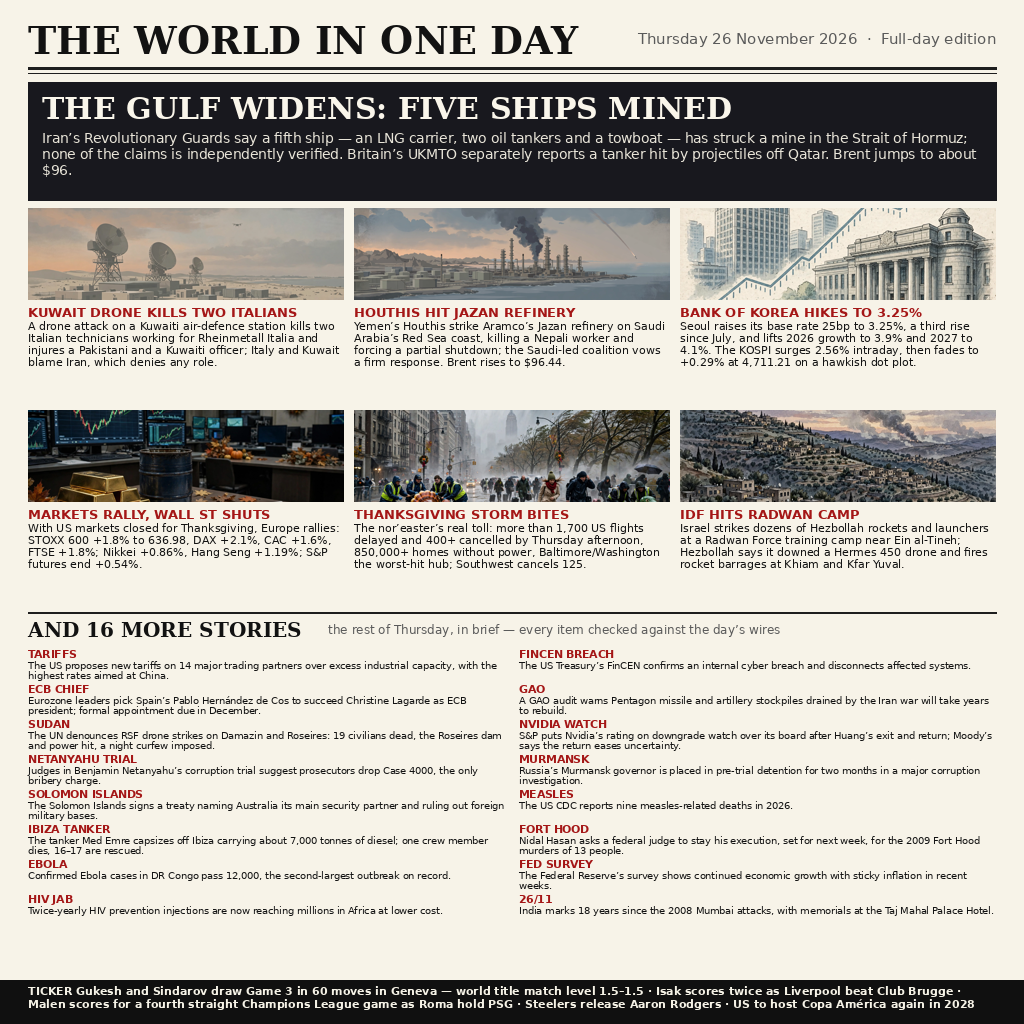 THE WORLD IN ONE DAY
Thursday 26 November 2026 · Full-day edition
THE GULF WIDENS: FIVE SHIPS MINED
Iran’s Revolutionary Guards say a fifth ship — an LNG carrier, two oil tankers and a towboat — has struck a mine in the Strait of Hormuz;
none of the claims is independently verified. Britain’s UKMTO separately reports a tanker hit by projectiles off Qatar. Brent jumps to about
$96.
KUWAIT DRONE KILLS TWO ITALIANS
A drone attack on a Kuwaiti air-defence station kills two
Italian technicians working for Rheinmetall Italia and
injures a Pakistani and a Kuwaiti officer; Italy and Kuwait
blame Iran, which denies any role.
HOUTHIS HIT JAZAN REFINERY
Yemen’s Houthis strike Aramco’s Jazan refinery on Saudi
Arabia’s Red Sea coast, killing a Nepali worker and
forcing a partial shutdown; the Saudi-led coalition vows
a firm response. Brent rises to $96.44.
BANK OF KOREA HIKES TO 3.25%
Seoul raises its base rate 25bp to 3.25%, a third rise
since July, and lifts 2026 growth to 3.9% and 2027 to
4.1%. The KOSPI surges 2.56% intraday, then fades to
+0.29% at 4,711.21 on a hawkish dot plot.
MARKETS RALLY, WALL ST SHUTS
With US markets closed for Thanksgiving, Europe rallies:
STOXX 600 +1.8% to 636.98, DAX +2.1%, CAC +1.6%,
FTSE +1.8%; Nikkei +0.86%, Hang Seng +1.19%; S&P
futures end +0.54%.
THANKSGIVING STORM BITES
The nor’easter’s real toll: more than 1,700 US flights
delayed and 400+ cancelled by Thursday afternoon,
850,000+ homes without power, Baltimore/Washington
the worst-hit hub; Southwest cancels 125.
IDF HITS RADWAN CAMP
Israel strikes dozens of Hezbollah rockets and launchers
at a Radwan Force training camp near Ein al-Tineh;
Hezbollah says it downed a Hermes 450 drone and fires
rocket barrages at Khiam and Kfar Yuval.
AND 16 MORE STORIES
the rest of Thursday, in brief — every item checked against the day’s wires
TARIFFS
The US proposes new tariffs on 14 major trading partners over excess industrial capacity, with the
highest rates aimed at China.
ECB CHIEF
Eurozone leaders pick Spain’s Pablo Hernández de Cos to succeed Christine Lagarde as ECB
president; formal appointment due in December.
SUDAN
The UN denounces RSF drone strikes on Damazin and Roseires: 19 civilians dead, the Roseires dam
and power hit, a night curfew imposed.
NETANYAHU TRIAL
Judges in Benjamin Netanyahu’s corruption trial suggest prosecutors drop Case 4000, the only
bribery charge.
SOLOMON ISLANDS
The Solomon Islands signs a treaty naming Australia its main security partner and ruling out foreign
military bases.
IBIZA TANKER
The tanker Med Emre capsizes off Ibiza carrying about 7,000 tonnes of diesel; one crew member
dies, 16–17 are rescued.
EBOLA
Confirmed Ebola cases in DR Congo pass 12,000, the second-largest outbreak on record.
HIV JAB
Twice-yearly HIV prevention injections are now reaching millions in Africa at lower cost.
FINCEN BREACH
The US Treasury’s FinCEN confirms an internal cyber breach and disconnects affected systems.
GAO
A GAO audit warns Pentagon missile and artillery stockpiles drained by the Iran war will take years
to rebuild.
NVIDIA WATCH
S&P puts Nvidia’s rating on downgrade watch over its board after Huang’s exit and return; Moody’s
says the return eases uncertainty.
MURMANSK
Russia’s Murmansk governor is placed in pre-trial detention for two months in a major corruption
investigation.
MEASLES
The US CDC reports nine measles-related deaths in 2026.
FORT HOOD
Nidal Hasan asks a federal judge to stay his execution, set for next week, for the 2009 Fort Hood
murders of 13 people.
FED SURVEY
The Federal Reserve’s survey shows continued economic growth with sticky inflation in recent
weeks.
26/11
India marks 18 years since the 2008 Mumbai attacks, with memorials at the Taj Mahal Palace Hotel.
TICKER Gukesh and Sindarov draw Game 3 in 60 moves in Geneva — world title match level 1.5–1.5 · Isak scores twice as Liverpool beat Club Brugge ·
Malen scores for a fourth straight Champions League game as Roma hold PSG · Steelers release Aaron Rodgers · US to host Copa América again in 2028